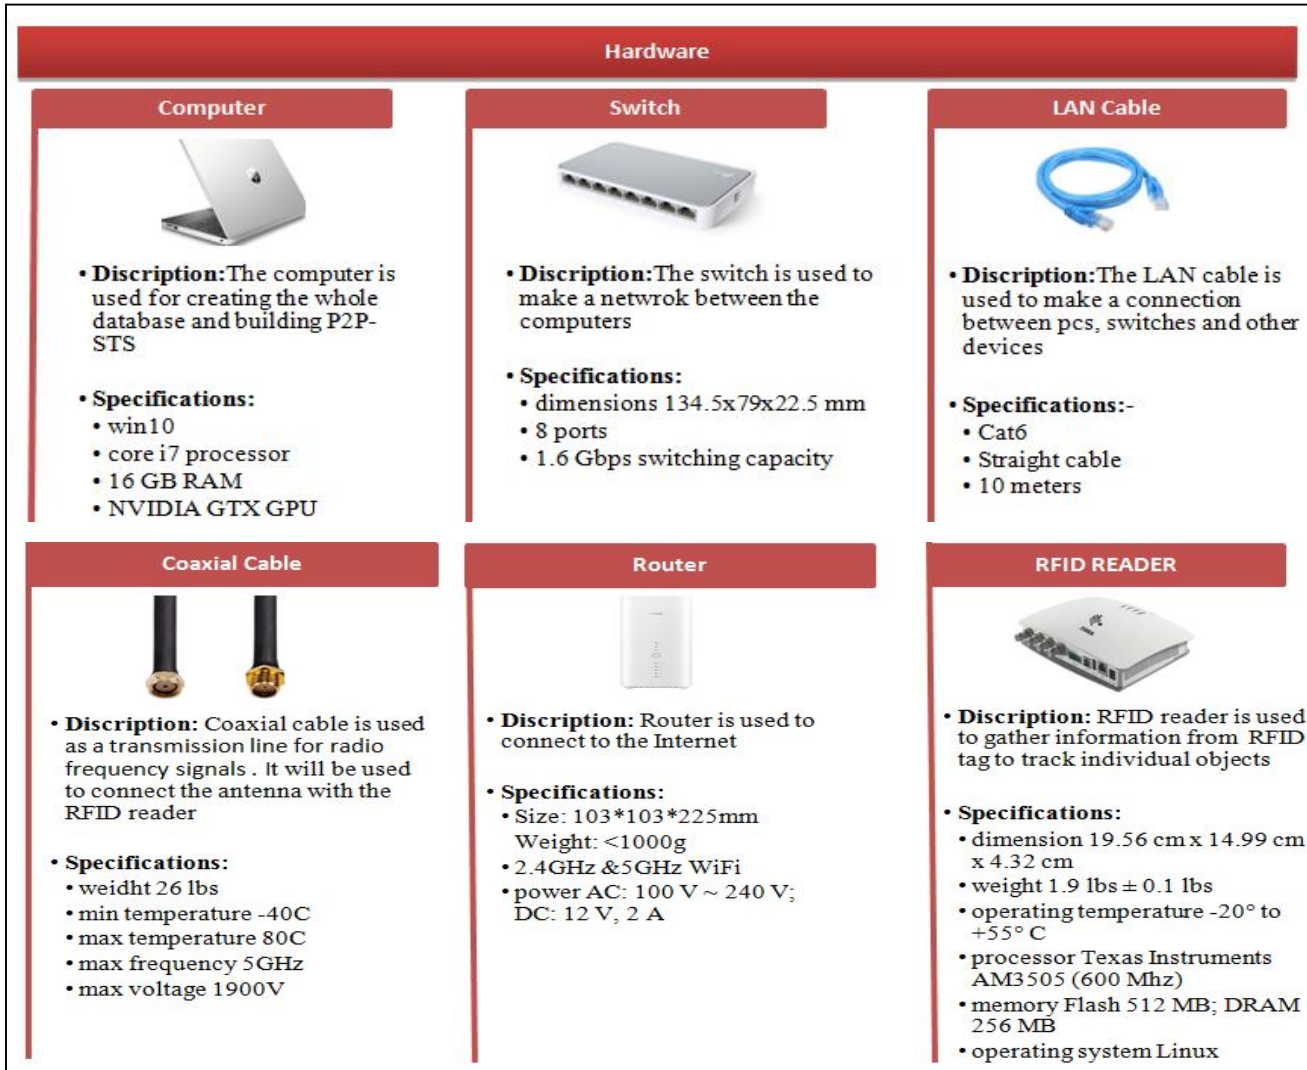 Hardware
Computer
• Discription:The computer is
used for creating the whole
database and building P2P-
STS
• Specifications:
• win10
• core i7 processor
• 16 GB RAM
• NVIDIA GTX GPU
Switch
• Discription:The switch is used to
make a netwrok between the
computers
• Specifications:
• dimensions 134.5x79x22.5 mm
• 8 ports
• 1.6 Gbps switching capacity
LAN Cable
• Discription:The LAN cable is
used to make a connection
between pcs, switches and other
devices
• Specifications:-
• Cat6
• Straight cable
• 10 meters
Coaxial Cable
• Discription: Coaxial cable is used
as a transmission line for radio
frequency signals . It will be used
to connect the antenna with the
RFID reader
• Specifications:
• weidht 26 lbs
• min temperature -40C
• max temperature 80C
• max frequency 5GHz
• max voltage 1900V
Router
• Discription: Router is used to
connect to the Internet
• Specifications:
• Size: 103*103*225mm
Weight: <1000g
• 2.4GHz &5GHz WiFi
• power AC: 100 V ~ 240 V;
DC: 12 V, 2 A
RFID READER
• Discription: RFID reader is used
to gather information from RFID
tag to track individual objects
• Specifications:
• dimension 19.56 cm x 14.99 cm
x 4.32 cm
• weight 1.9 lbs ± 0.1 lbs
• operating temperature -20° to
+55° C
• processor Texas Instruments
AM3505 (600 Mhz)
• memory Flash 512 MB; DRAM
256 MB
• operating system Linux